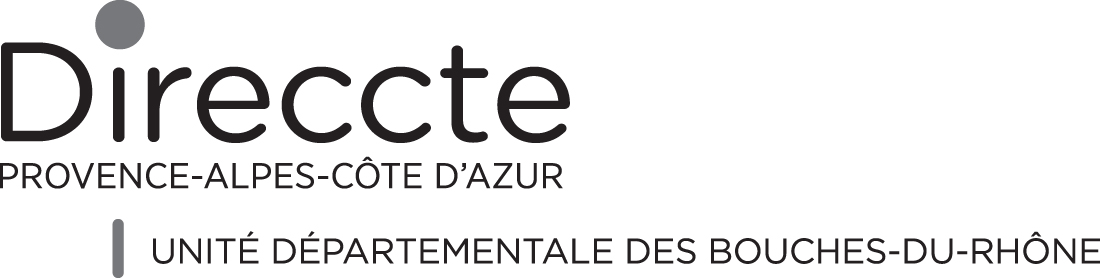 Direccte
PROVENCE-ALPES-CÔTE D'AZUR
UNITÉ DÉPARTEMENTALE DES BOUCHES-DU-RHÔNE